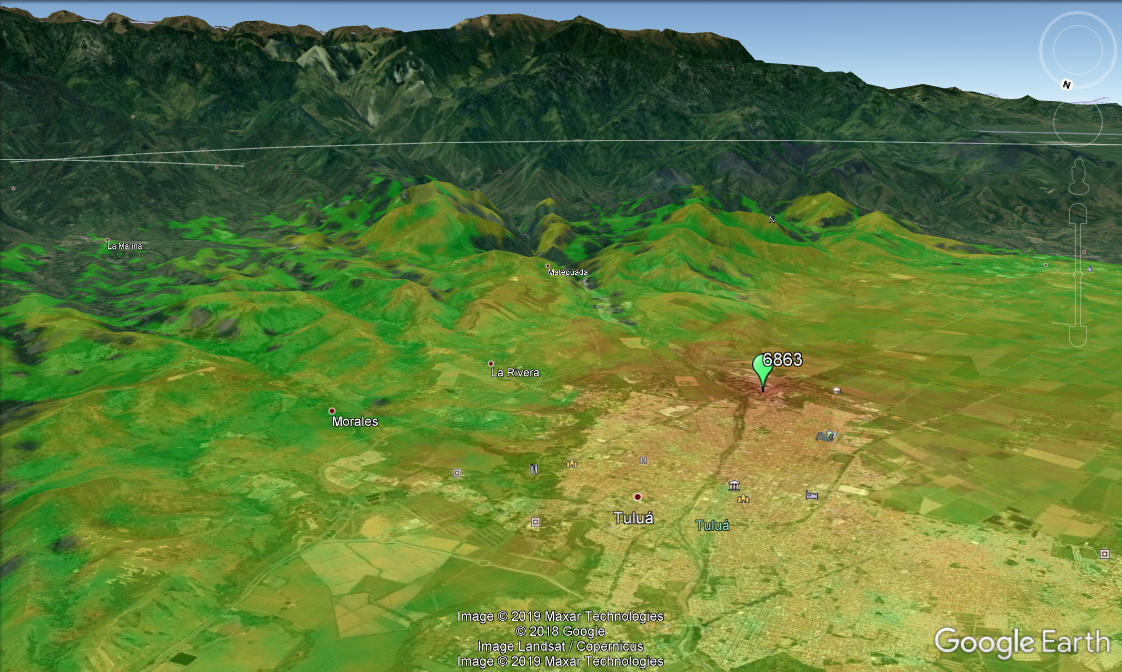 N
La Marina
Mateguada
6863
La Rivera
Morales
Tuluá
Tuluá
Image © 2019 Maxar Technologies
© 2018 Google
Image Landsat / Copernicus
Image © 2019 Maxar Technologies
Google Earth